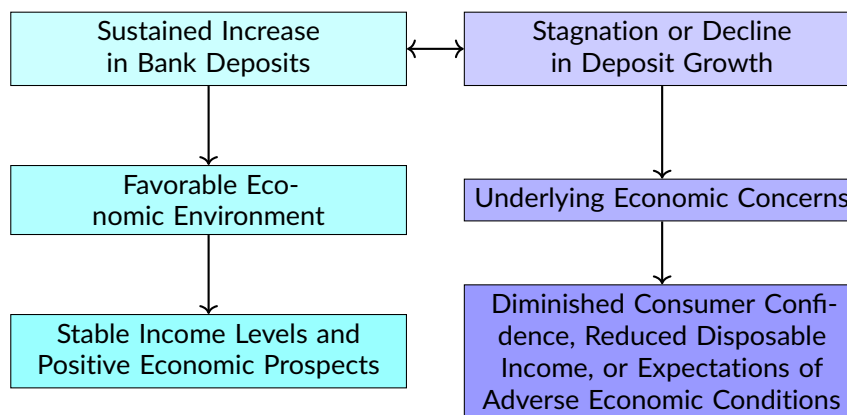 Sustained Increase
in Bank Deposits
Stagnation or Decline
in Deposit Growth
Favorable Eco-
nomic Environment
Underlying Economic Concerns
Stable Income Levels and
Positive Economic Prospects
Diminished Consumer Confi-
dence, Reduced Disposable
Income, or Expectations of
Adverse Economic Conditions